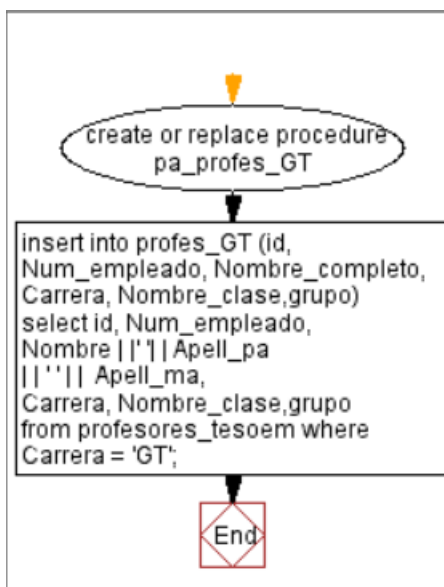 create or replace procedure
pa_profes_GT
insert into profes_GT (id,
Num_empleado, Nombre_completo,
Carrera, Nombre_clase,grupo)
select id, Num_empleado,
Nombre ||' '|| Apell_pa
||' '|| Apell_ma,
Carrera, Nombre_clase,grupo
from profesores_tesoem where
Carrera = 'GT';
End